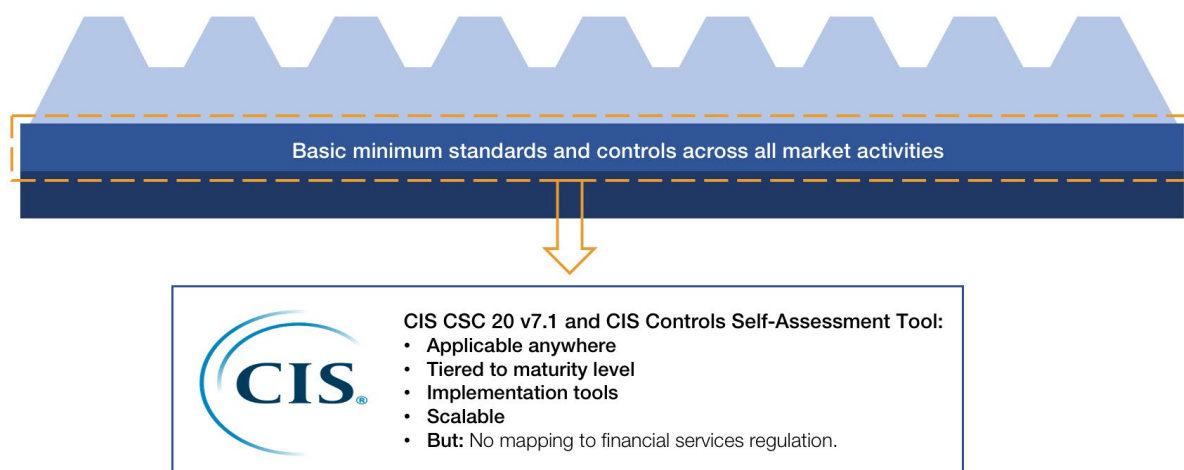 Basic minimum standards and controls across all market activities
CIS®
CIS CSC 20 v7.1 and CIS Controls Self-Assessment Tool:
• Applicable anywhere
• Tiered to maturity level
• Implementation tools
• Scalable
• But: No mapping to financial services regulation.